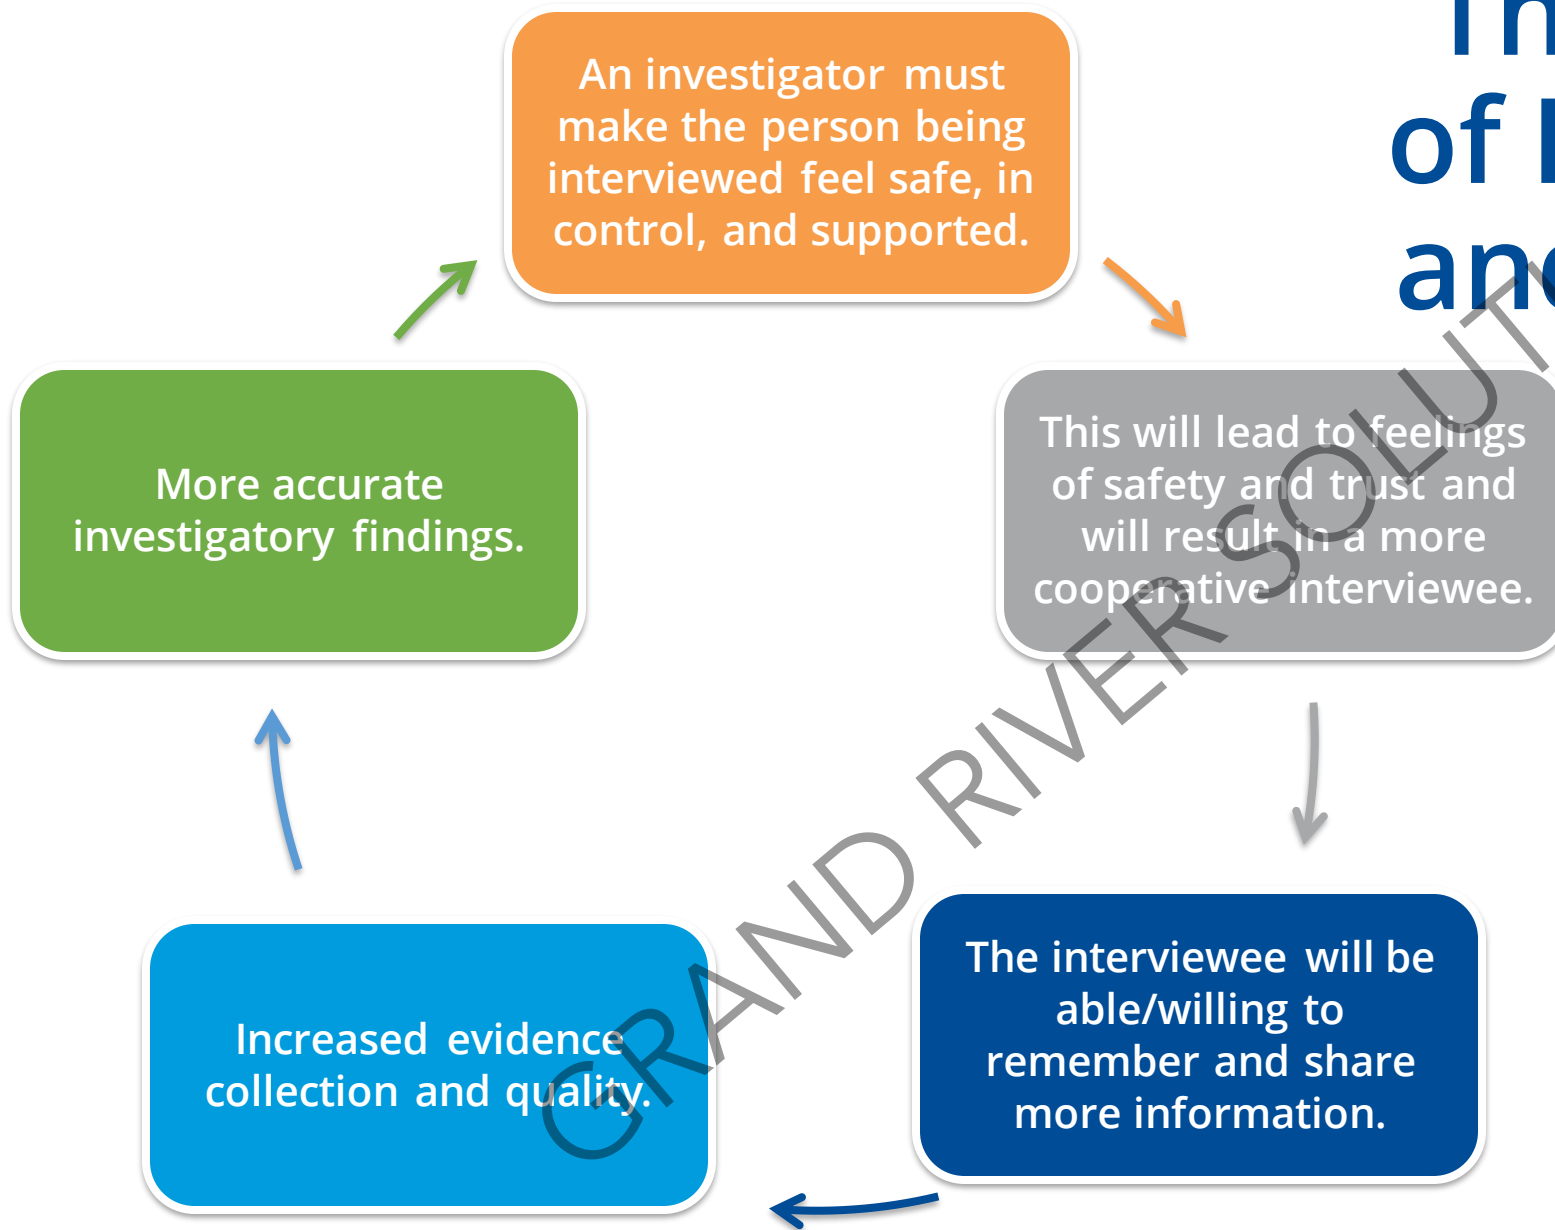 An investigator must
make the person being
interviewed feel safe, in
control, and supported.
This will lead to feelings
of safety and trust and
will result in a more
cooperative interviewee.
The interviewee will be
able/willing to
remember and share
more information.
Increased evidence
collection and quality.
More accurate
investigatory findings.
of
GRAND RIVER